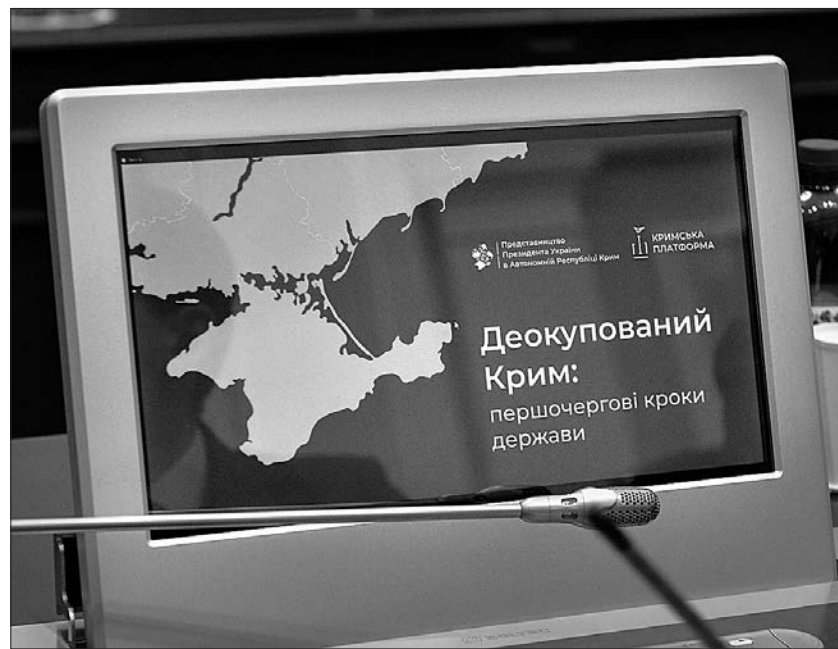 Представництво
Президента України
в Автономній Республіці Крим
КРИМСЬКА
ПЛАТФОРМА
Деокупований
Крим:
першочергові кроки
держави